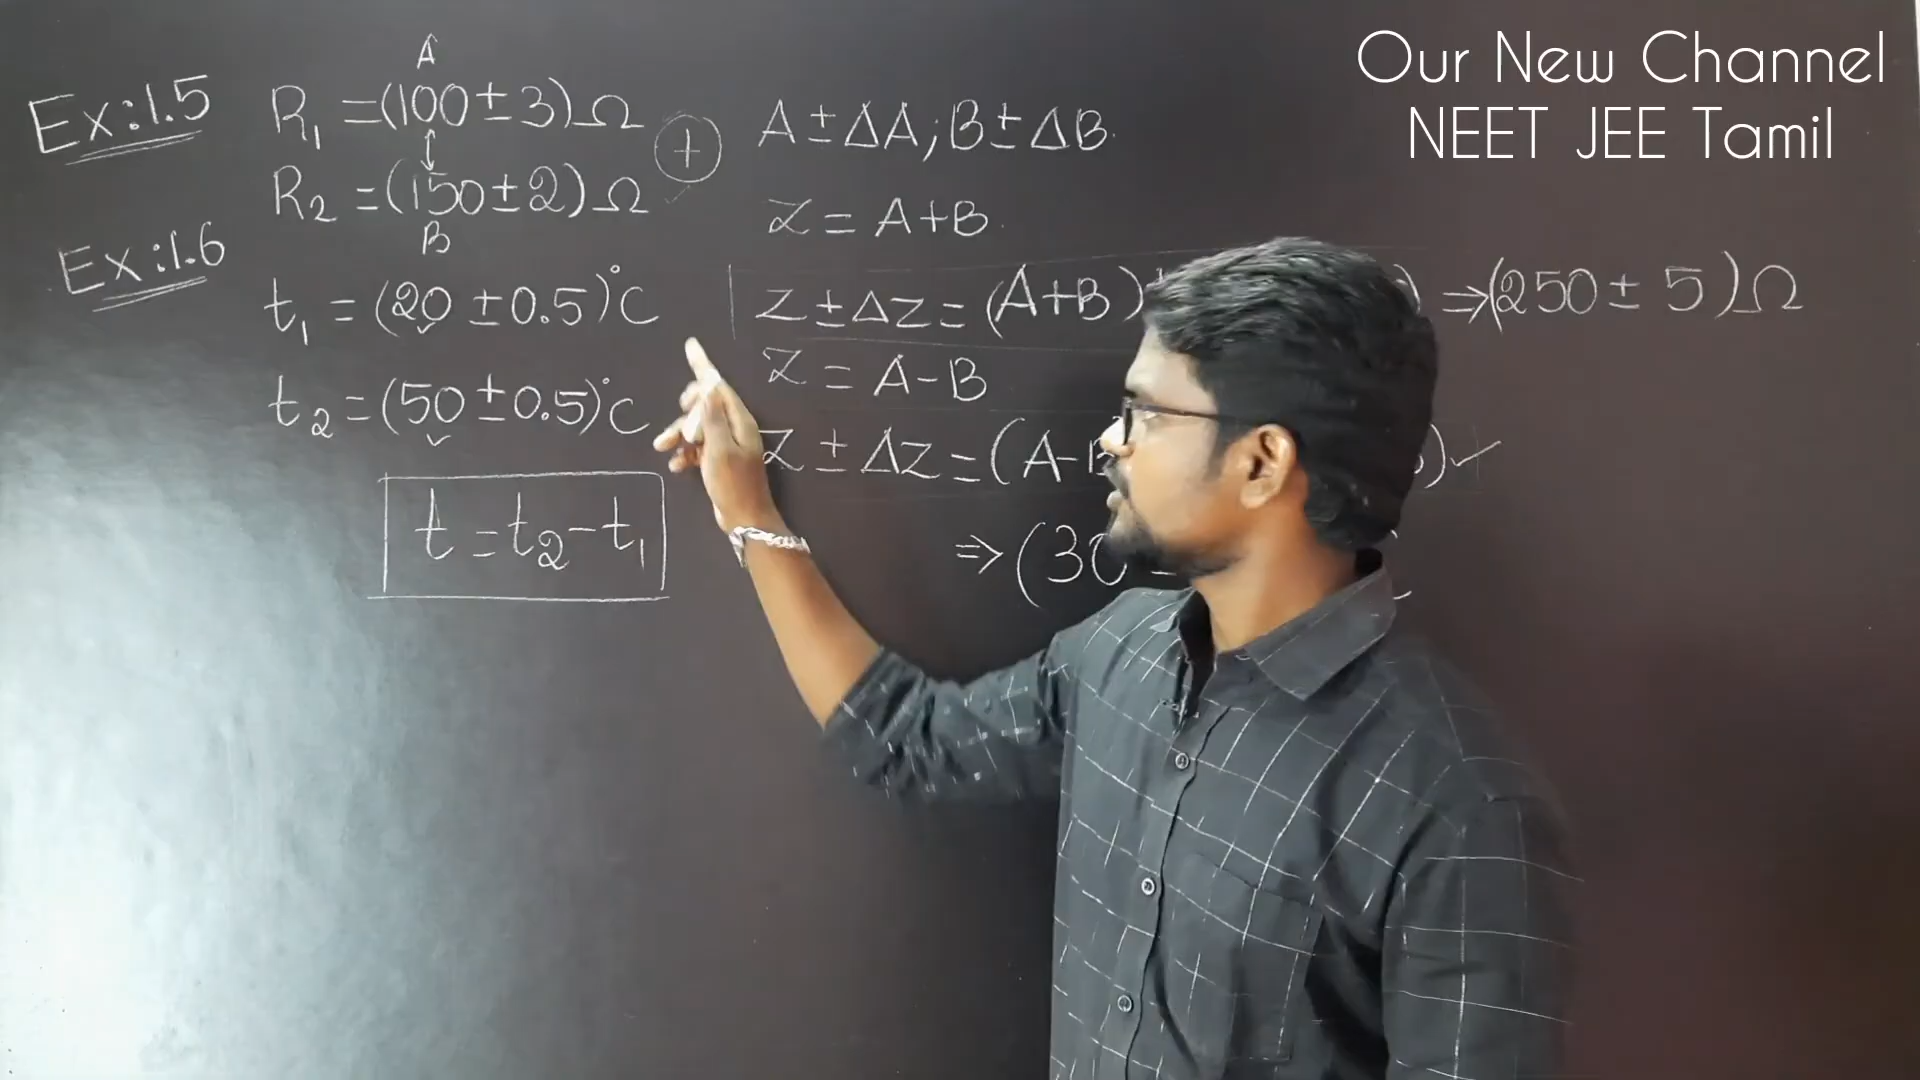 Our New Channel
NEET JEE Tamil
Ex:1.5
A
R₁ = (100 ± 3) Ω
R₂ = (150 ± 2) Ω
B
+
Ex:1.6
t₁ = (20 ± 0.5)°C
t₂ = (50 ± 0.5)°C
t = t₂ - t₁
A ± ΔA; B ± ΔB
Z = A+B
Z ± ΔZ = (A+B) ) ⇒ (250 ± 5) Ω
Z = A-B
Z ± ΔZ = (A- )✓
⇒ (30